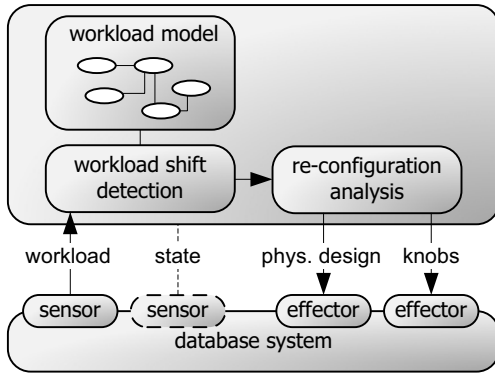 workload model
workload shift
detection
re-configuration
analysis
workload
state
phys. design
knobs
sensor
sensor
effector
effector
database system